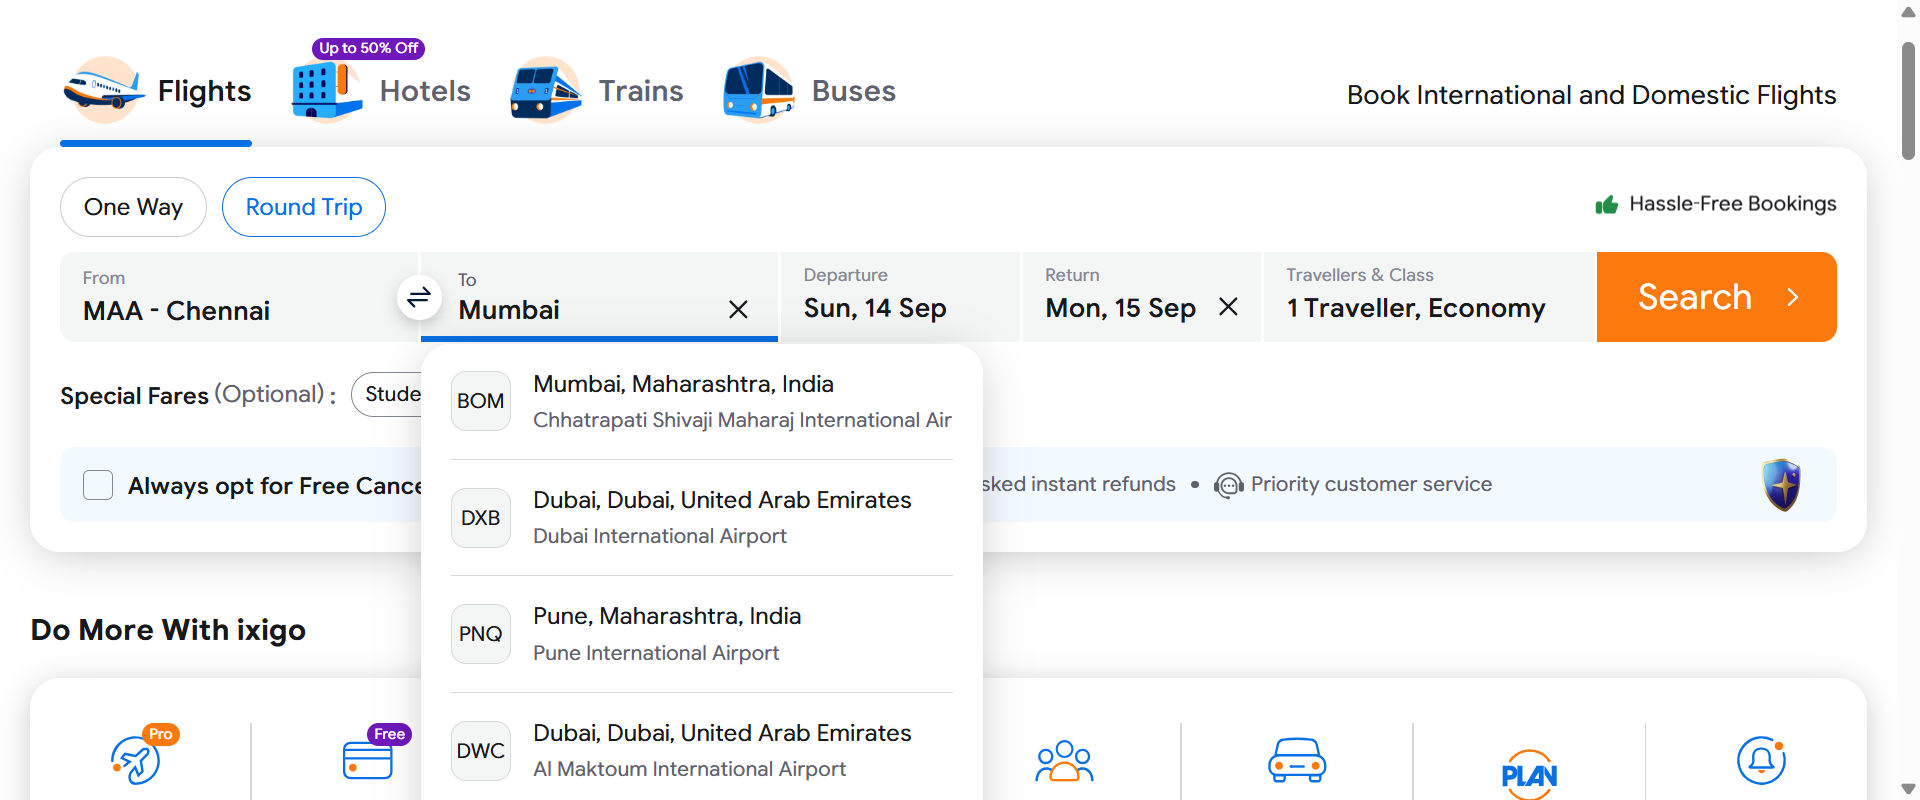 Up to 50% Off
Flights
Hotels
Trains
Buses
Book International and Domestic Flights
One Way
Round Trip
Hassle-Free Bookings
From
MAA - Chennai
To
Mumbai
Departure
Sun, 14 Sep
Return
Mon, 15 Sep
Travellers & Class
1 Traveller, Economy
Search
Special Fares (Optional) :
Stude
BOM
Mumbai, Maharashtra, India
Chhatrapati Shivaji Maharaj International Air
Always opt for Free Cance
sked instant refunds • Priority customer service
DXB
Dubai, Dubai, United Arab Emirates
Dubai International Airport
PNQ
Pune, Maharashtra, India
Pune International Airport
DWC
Dubai, Dubai, United Arab Emirates
Al Maktoum International Airport
Do More With ixigo
Pro
Free
PLAN